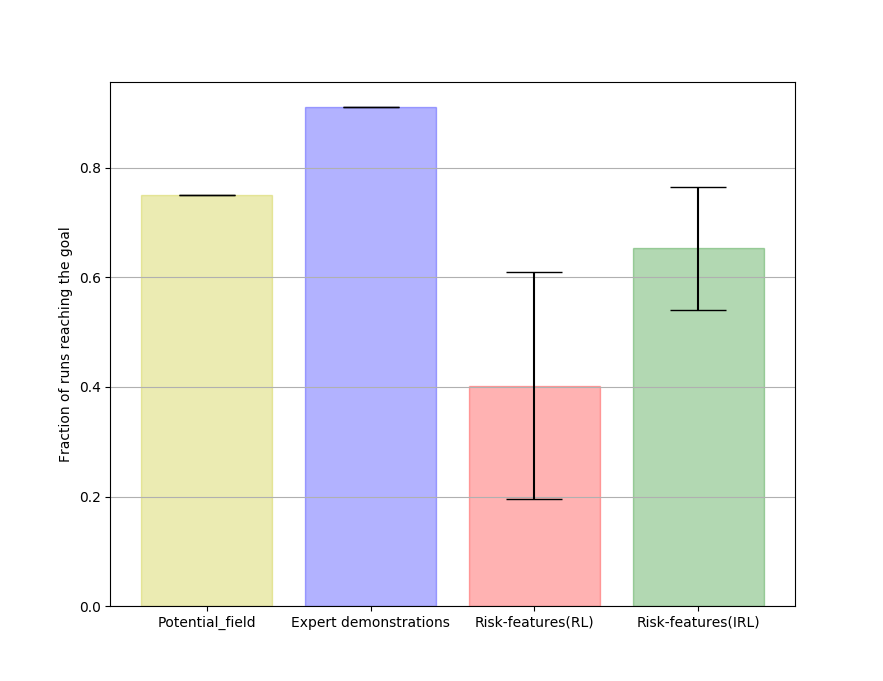 Fraction of runs reaching the goal
0.8
0.6
0.4
0.2
0.0
Potential_field
Expert demonstrations
Risk-features(RL)
Risk-features(IRL)